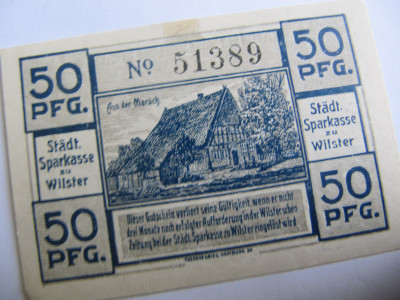 50 PFG.
No 51389
50 PFG.
Aus der Marsch.
Städt.
Sparkasse
zu
Wilster
Städt.
Sparkasse
zu
Wilster
Dieser Gutschein verliert seine Gültigkeit, wenn er nicht
drei Monate nach erfolgter Aufforderung in der Wilsterschen
Zeitung bei der Städt. Sparkasse zu Wilster eingelöst wird
50 PFG.
50 PFG.